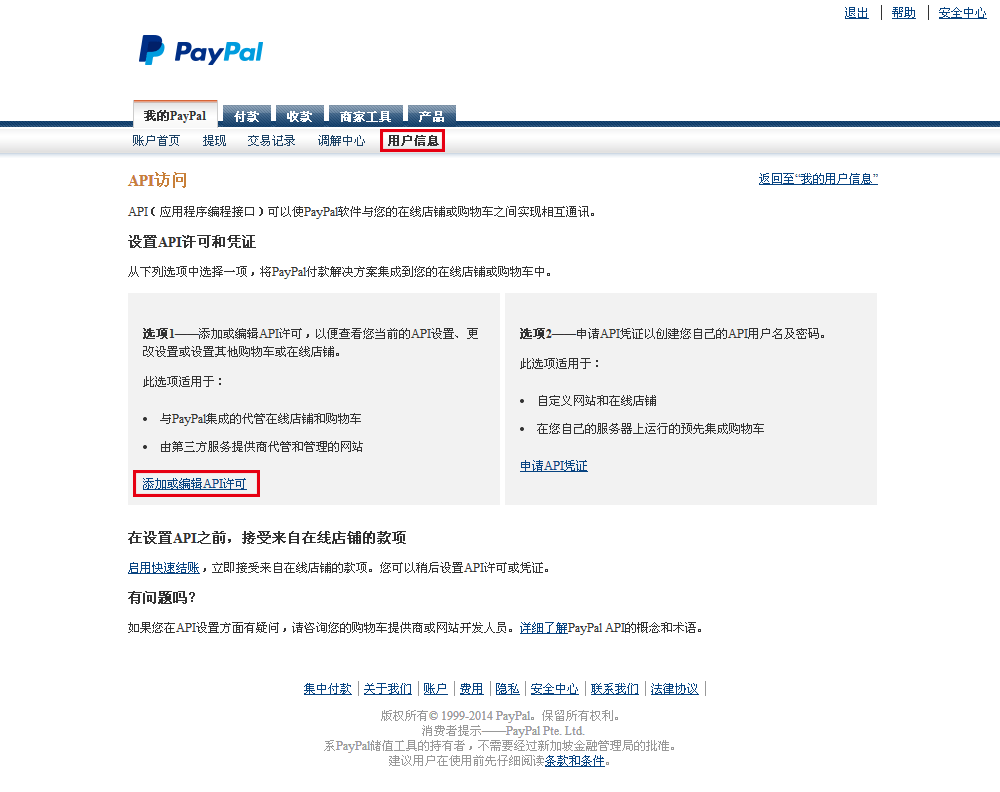 退出 | 帮助 | 安全中心
PayPal
我的PayPal 付款 收款 商家工具 产品
账户首页 提现 交易记录 调解中心 用户信息
API访问
返回至“我的用户信息”
API（应用程序编程接口）可以使PayPal软件与您的在线店铺或购物车之间实现相互通讯。
设置API许可和凭证
从下列选项中选择一项，将PayPal付款解决方案集成到您的在线店铺或购物车中。
选项1——添加或编辑API许可，以便查看您当前的API设置、更
改设置或设置其他购物车或在线店铺。
此选项适用于：
• 与PayPal集成的代管在线店铺和购物车
• 由第三方服务提供商代管和管理的网站
添加或编辑API许可
选项2——申请API凭证以创建您自己的API用户名及密码。
此选项适用于：
• 自定义网站和在线店铺
• 在您自己的服务器上运行的预先集成购物车
申请API凭证
在设置API之前，接受来自在线店铺的款项
启用快速结账，立即接受来自在线店铺的款项。您可以稍后设置API许可或凭证。
有问题吗？
如果您在API设置方面有疑问，请咨询您的购物车提供商或网站开发人员。详细了解PayPal API的概念和术语。
集中付款 | 关于我们 | 账户 | 费用 | 隐私 | 安全中心 | 联系我们 | 法律协议 |
版权所有© 1999-2014 PayPal。保留所有权利。
消费者提示——PayPal Pte. Ltd.
系PayPal储值工具的持有者，不需要经过新加坡金融管理局的批准。
建议用户在使用前先仔细阅读条款和条件。